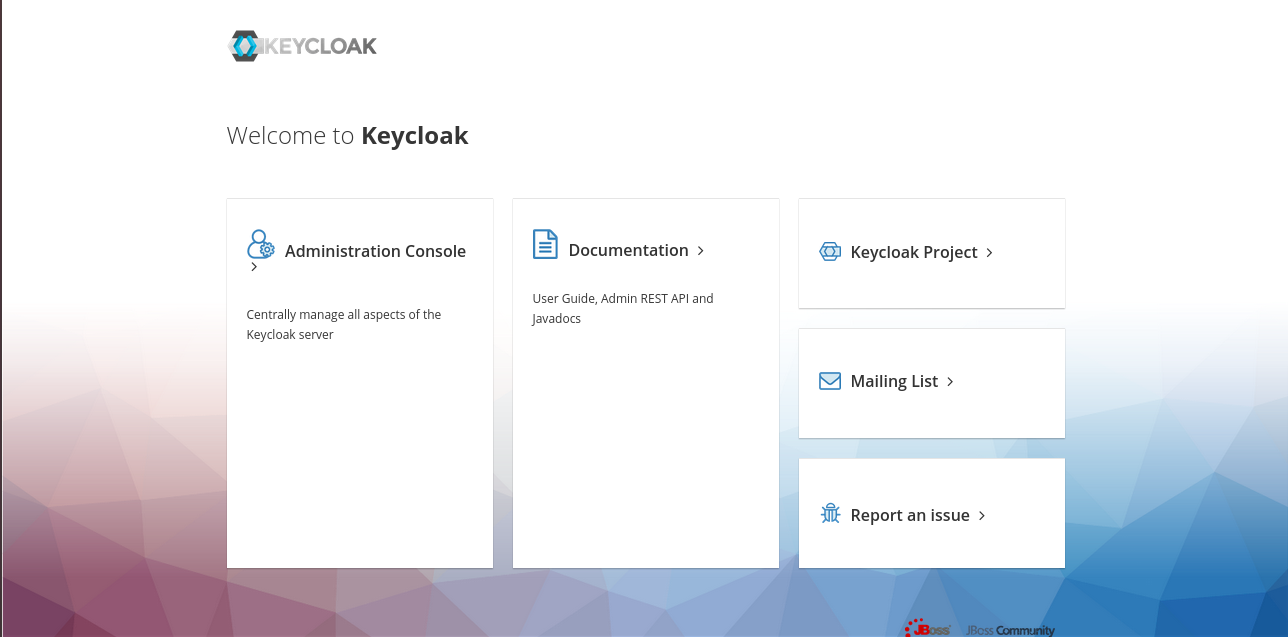 KEYCLOAK
Welcome to Keycloak
Administration Console
Centrally manage all aspects of the
Keycloak server
Documentation
User Guide, Admin REST API and
Javadocs
Keycloak Project
Mailing List
Report an issue
JBoss JBoss Community